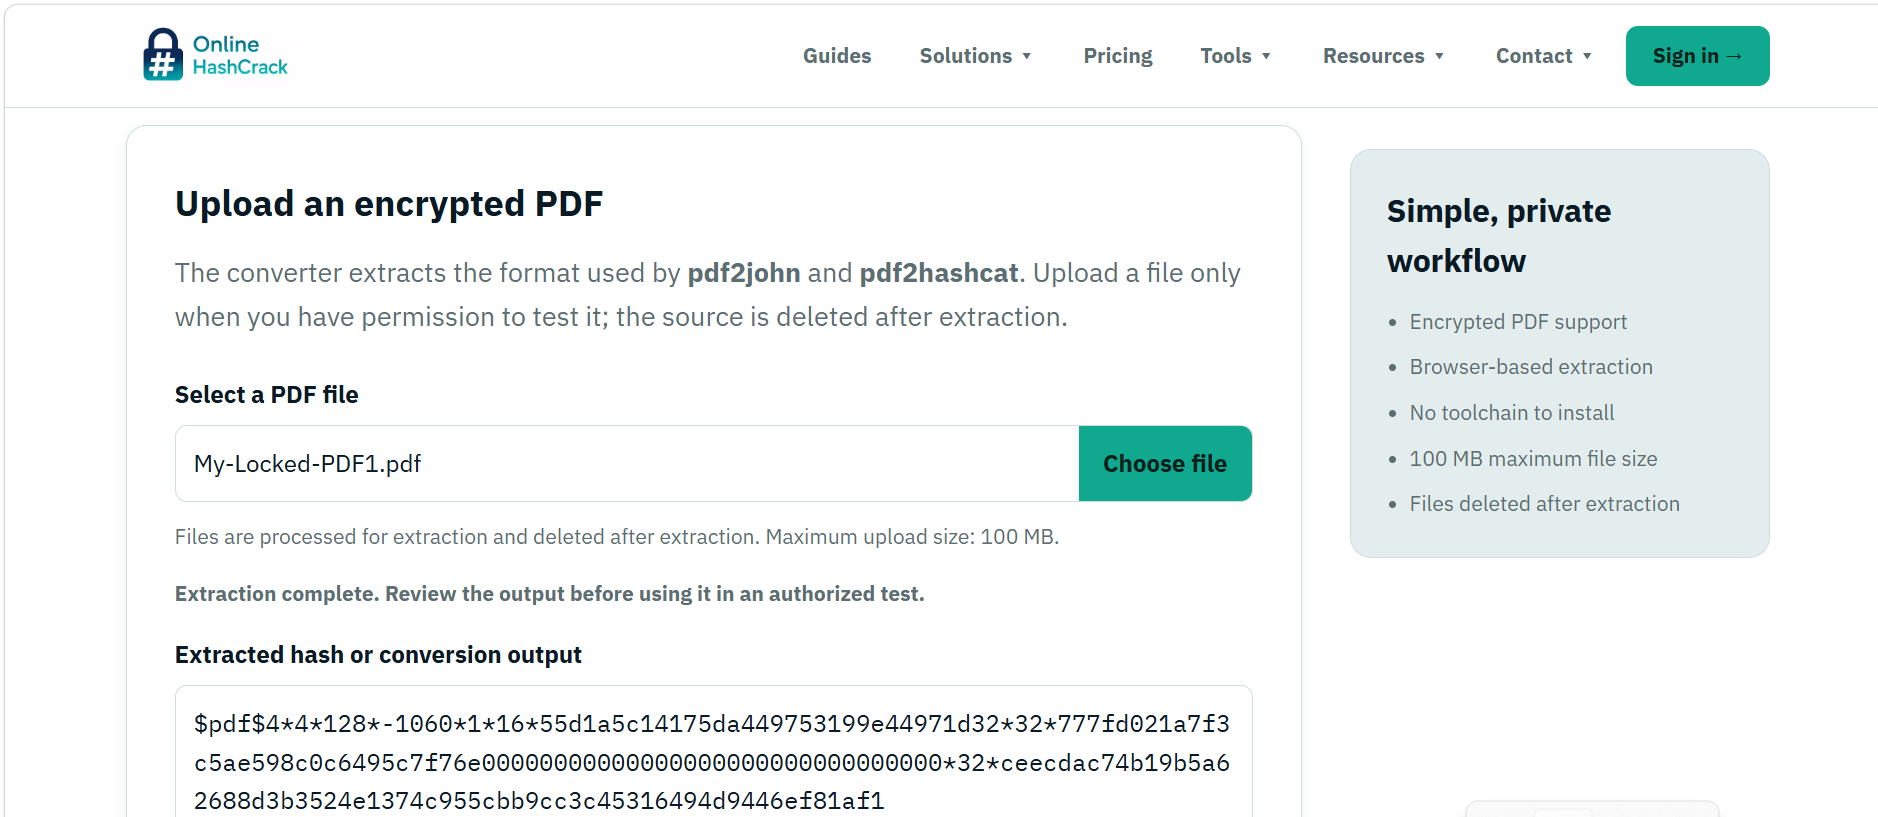 Online
HashCrack
Guides
Solutions ▼
Pricing
Tools ▼
Resources ▼
Contact ▼
Sign in →
Upload an encrypted PDF
The converter extracts the format used by pdf2john and pdf2hashcat. Upload a file only
when you have permission to test it; the source is deleted after extraction.
Select a PDF file
My-Locked-PDF1.pdf
Choose file
Files are processed for extraction and deleted after extraction. Maximum upload size: 100 MB.
Extraction complete. Review the output before using it in an authorized test.
Extracted hash or conversion output
$pdf$4*4*128*-1060*1*16*55d1a5c14175da449753199e44971d32*32*777fd021a7f3
c5ae598c0c6495c7f76e00000000000000000000000000000000*32*ceecdac74b19b5a6
2688d3b3524e1374c955cbb9cc3c45316494d9446ef81af1
Simple, private
workflow
• Encrypted PDF support
• Browser-based extraction
• No toolchain to install
• 100 MB maximum file size
• Files deleted after extraction